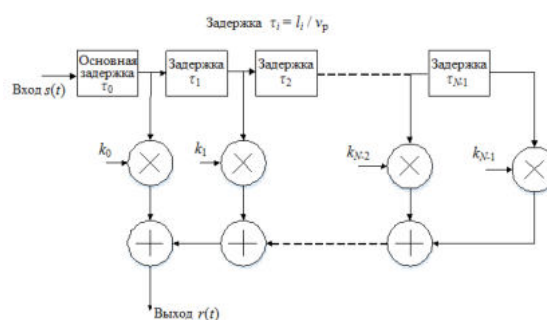 Задержка τi = li / vp
Основная
задержка
τ0
Задержка
τ1
Задержка
τ2
Задержка
τN-1
Вход s(t)
k0
k1
kN-2
kN-1
Выход r(t)